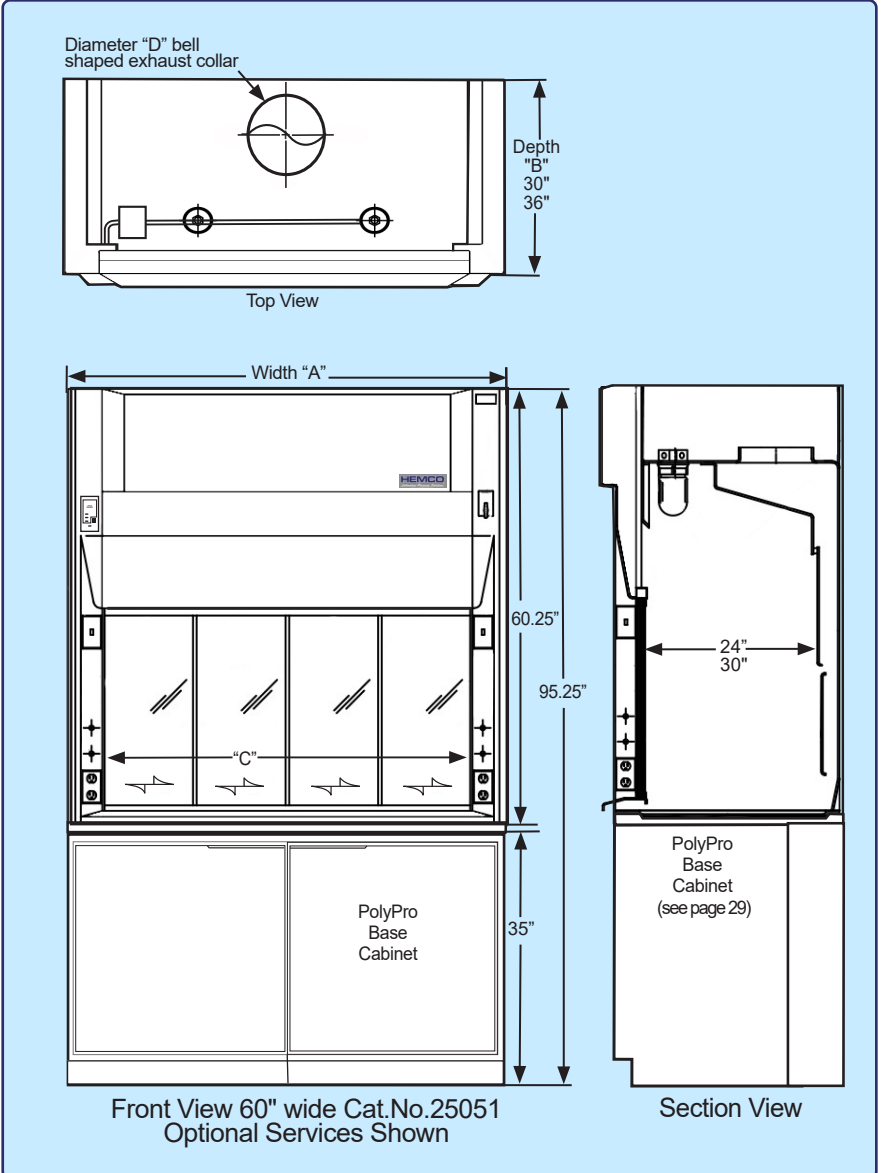 Diameter “D” bell
shaped exhaust collar
Depth
"B"
30"
36"
Top View
Width “A”
HEMCO
60.25”
95.25”
24”
30"
“C”
PolyPro
Base
Cabinet
35”
PolyPro
Base
Cabinet
(see page 29)
Front View 60" wide Cat.No.25051
Optional Services Shown
Section View